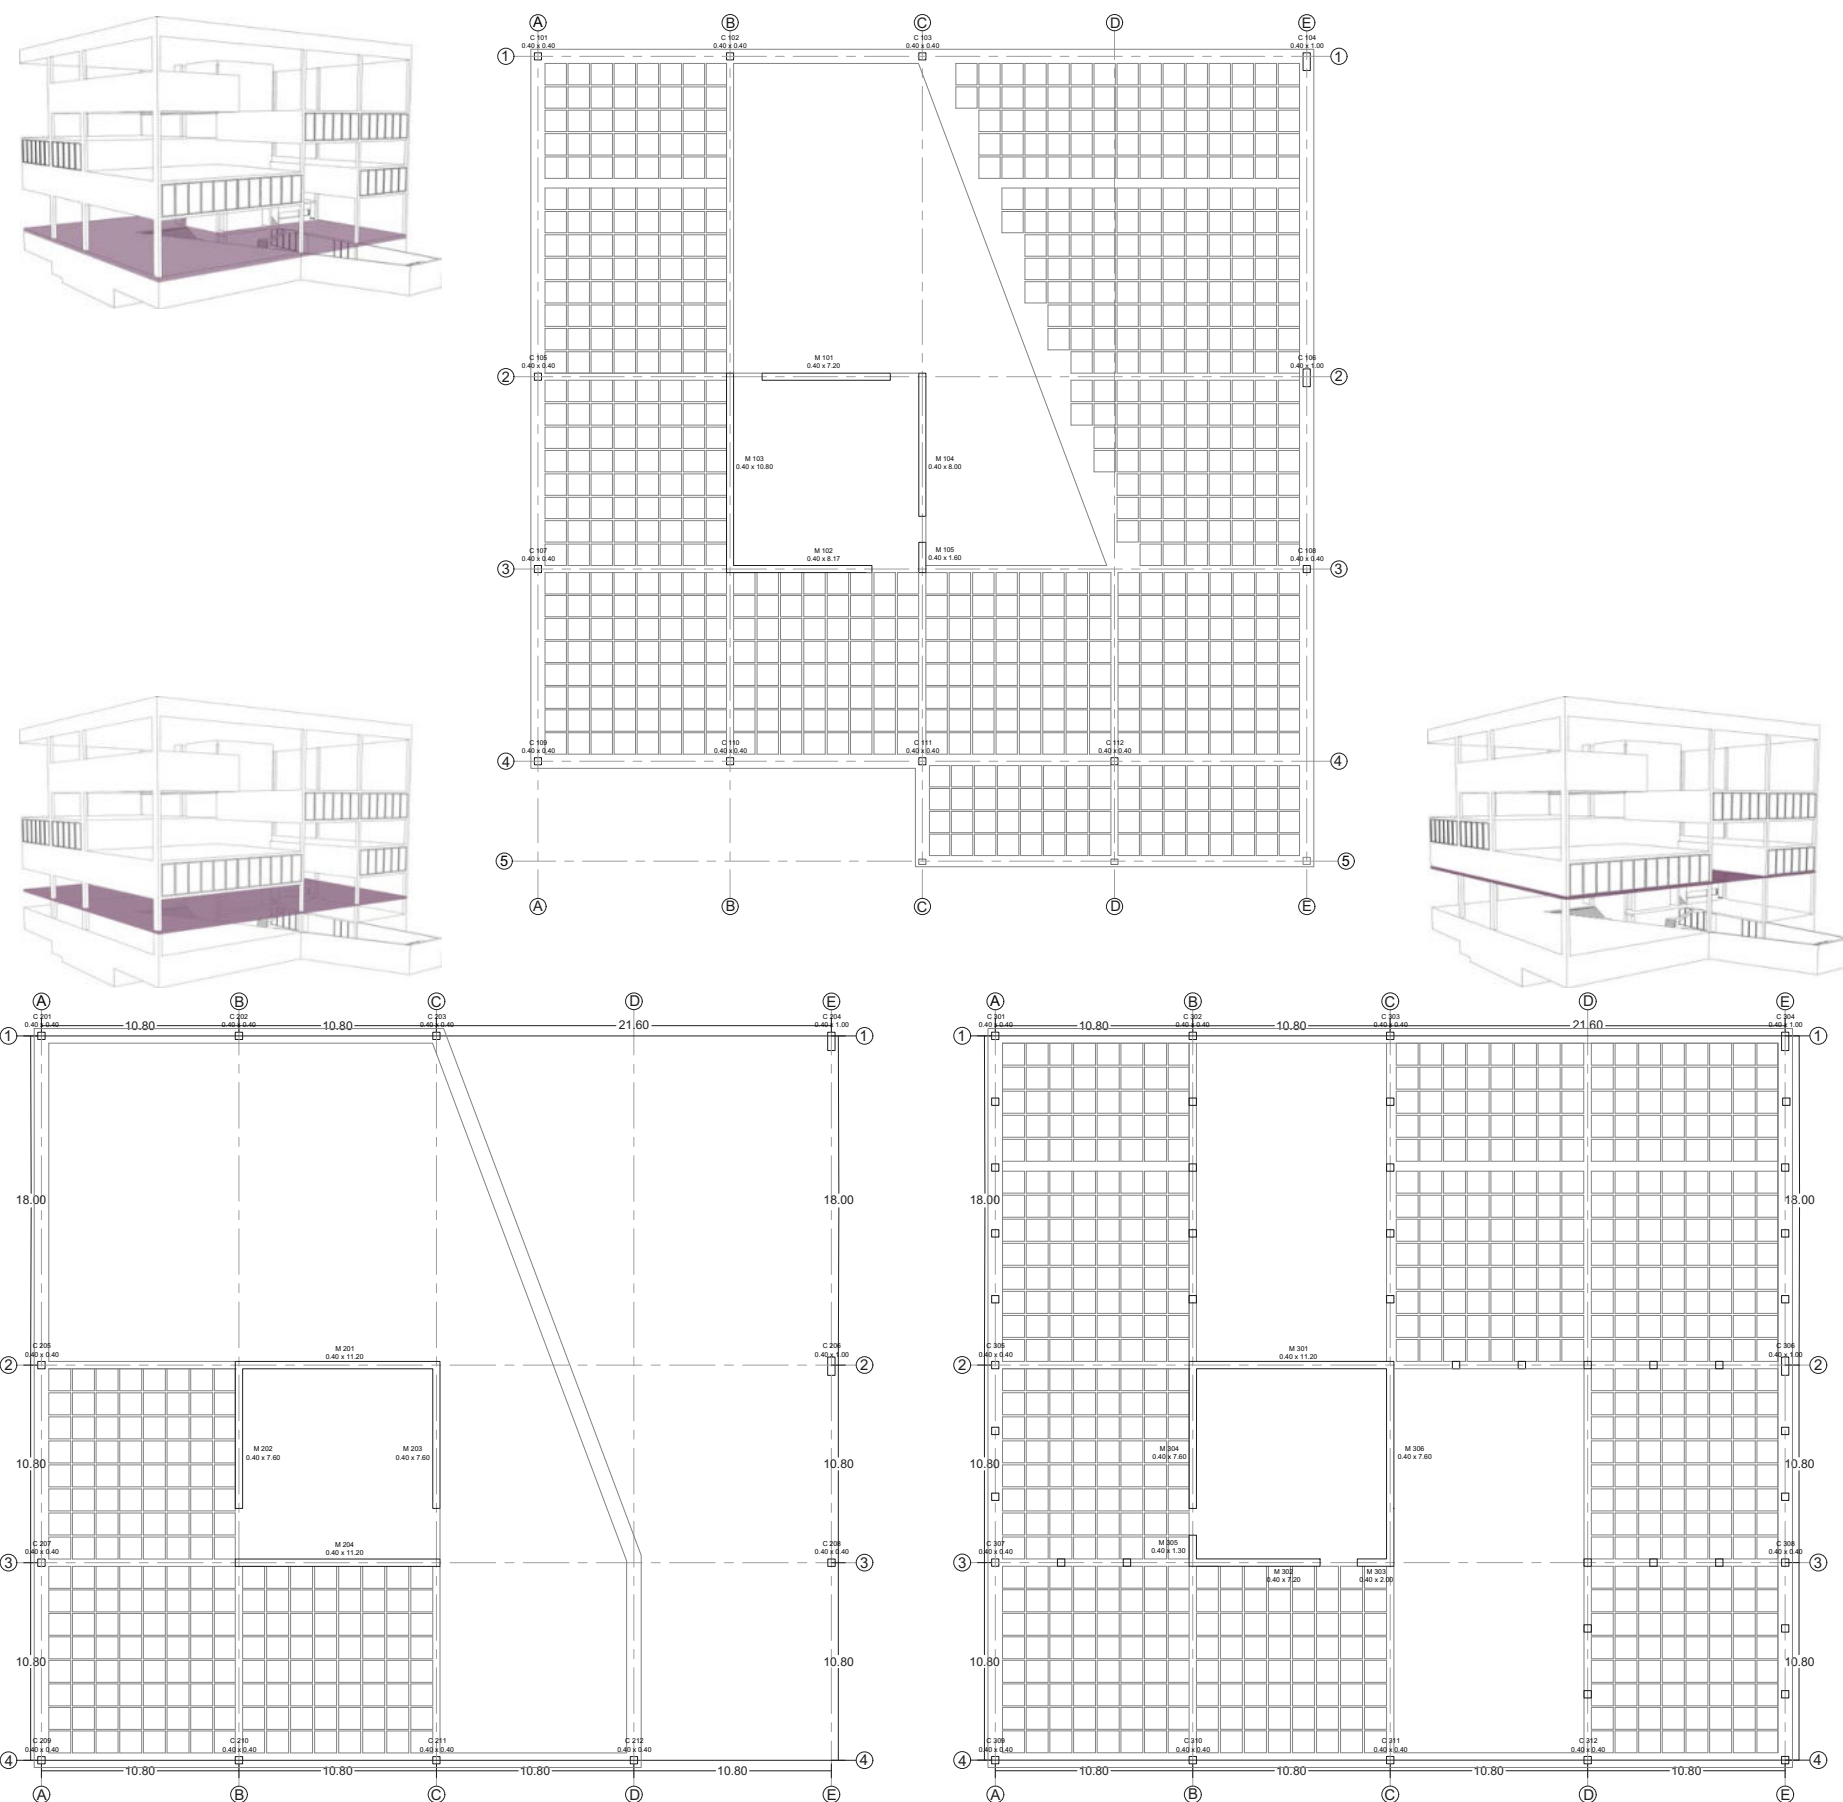 A B C D E
C 101 C 102 C 103 C 104
0.40 x 0.40 0.40 x 0.40 0.40 x 0.40 0.40 x 1.00
1 1
C 105 M 101 C 106
0.40 x 0.40 0.40 x 7.20 0.40 x 1.00
2 2
M 103 M 104
0.40 x 10.80 0.40 x 8.00
C 107 M 102 M 105 C 108
0.40 x 0.40 0.40 x 8.17 0.40 x 1.60 0.40 x 0.40
3 3
C 109 C 110 C 111 C 112
0.40 x 0.40 0.40 x 0.40 0.40 x 0.40 0.40 x 0.40
4 4
5 5
A B C D E
A B C D E
C 201 C 202 C 203 C 204
0.40 x 0.40 0.40 x 0.40 0.40 x 0.40 0.40 x 1.00
10.80 10.80 21.60
1 1
18.00 18.00
C 205 M 201 C 206
0.40 x 0.40 0.40 x 11.20 0.40 x 1.00
2 2
M 202 M 203
0.40 x 7.60 0.40 x 7.60
10.80 10.80
C 207 M 204 C 208
0.40 x 0.40 0.40 x 11.20 0.40 x 0.40
3 3
10.80 10.80
C 209 C 210 C 211 C 212
0.40 x 0.40 0.40 x 0.40 0.40 x 0.40 0.40 x 0.40
4 4
10.80 10.80 10.80 10.80
A B C D E
A B C D E
C 301 C 302 C 303 C 304
0.40 x 0.40 0.40 x 0.40 0.40 x 0.40 0.40 x 1.00
10.80 10.80 21.60
1 1
18.00 18.00
C 305 M 301 C 306
0.40 x 0.40 0.40 x 11.20 0.40 x 1.00
2 2
M 304 M 306
0.40 x 7.60 0.40 x 7.60
10.80 10.80
C 307 M 305 C 308
0.40 x 0.40 0.40 x 1.30 0.40 x 0.40
3 3
M 302 M 303
0.40 x 7.20 0.40 x 2.00
10.80 10.80
C 309 C 310 C 311 C 312
0.40 x 0.40 0.40 x 0.40 0.40 x 0.40 0.40 x 0.40
4 4
10.80 10.80 10.80 10.80
A B C D E